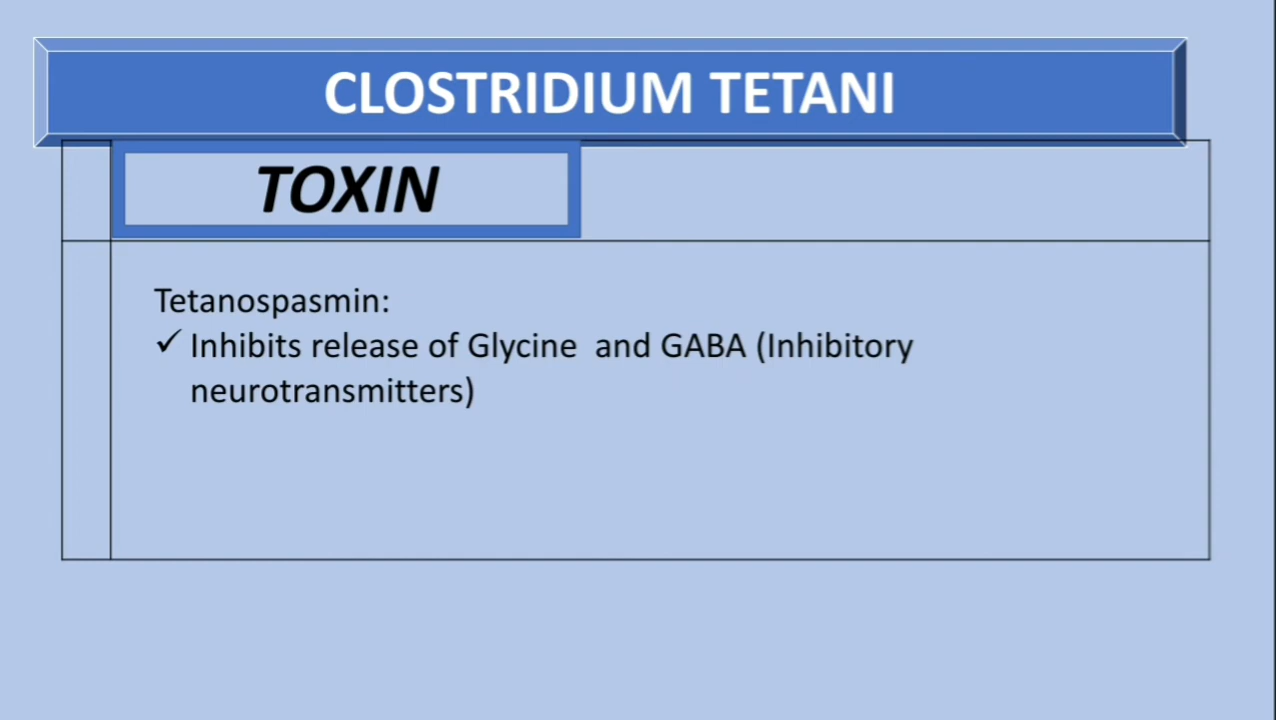 CLOSTRIDIUM TETANI
TOXIN
Tetanospasmin:
✓ Inhibits release of Glycine and GABA (Inhibitory
neurotransmitters)